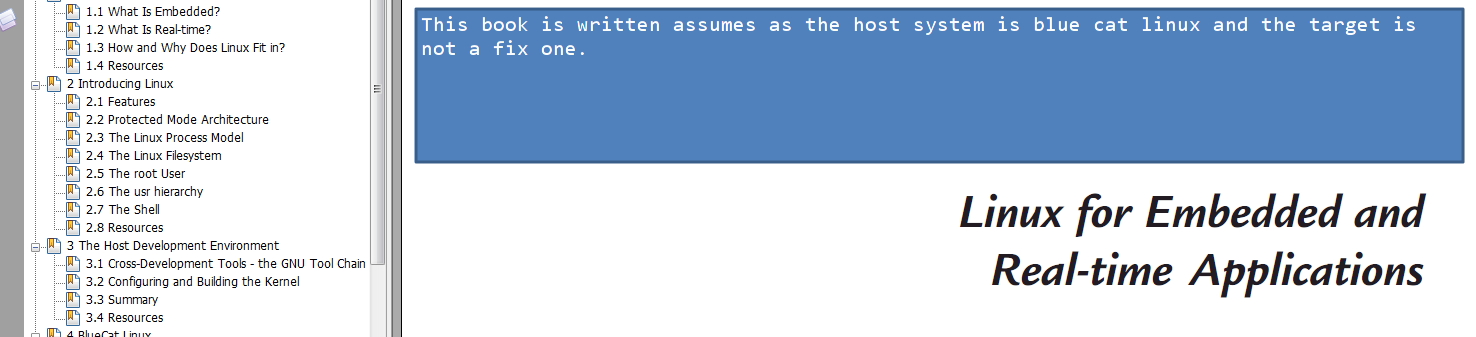 1.1 What Is Embedded?
1.2 What Is Real-time?
1.3 How and Why Does Linux Fit in?
1.4 Resources
2 Introducing Linux
2.1 Features
2.2 Protected Mode Architecture
2.3 The Linux Process Model
2.4 The Linux Filesystem
2.5 The root User
2.6 The usr hierarchy
2.7 The Shell
2.8 Resources
3 The Host Development Environment
3.1 Cross-Development Tools - the GNU Tool Chain
3.2 Configuring and Building the Kernel
3.3 Summary
3.4 Resources
4 BlueCat Linux
This book is written assumes as the host system is blue cat linux and the target is
not a fix one.
Linux for Embedded and
Real-time Applications